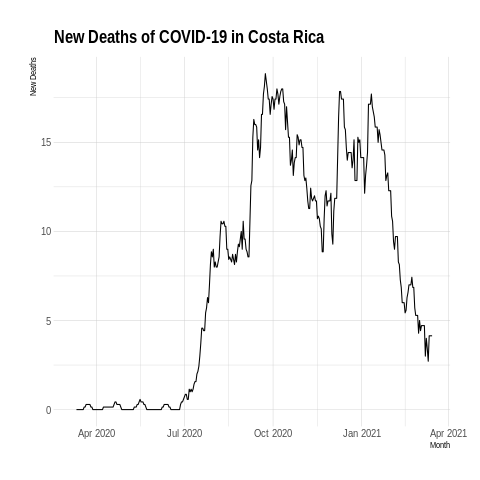 New Deaths of COVID-19 in Costa Rica
New Deaths
15
10
5
0
Apr 2020
Jul 2020
Oct 2020
Jan 2021
Apr 2021
Month